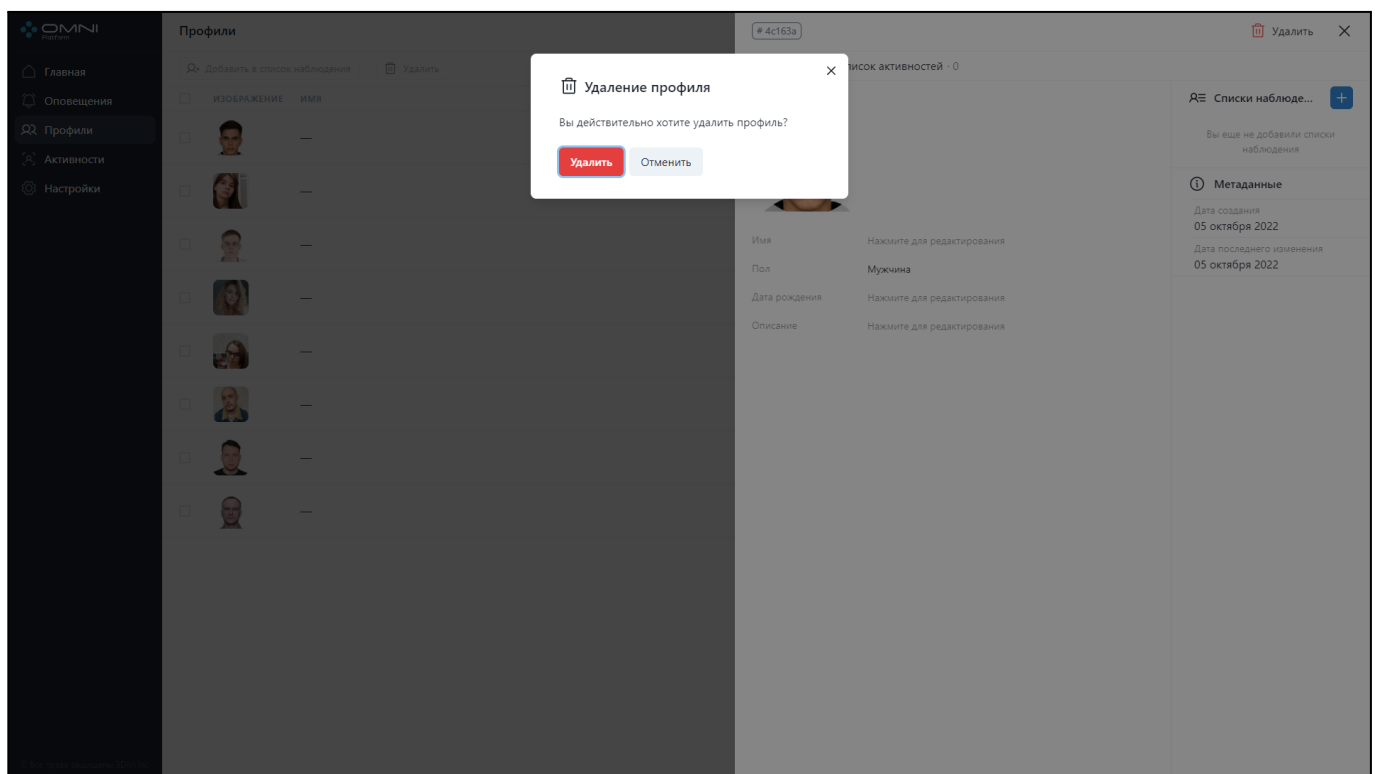 OMNI
Platform
Главная
Оповещения
Профили
Активности
Настройки
Профили
Добавить в список наблюдения
Удалить
ИЗОБРАЖЕНИЕ ИМЯ
—
—
—
—
—
—
—
—
Удаление профиля
Вы действительно хотите удалить профиль?
Удалить Отменить
# 4c163a
Удалить
писок активностей · 0
Имя Нажмите для редактирования
Пол Мужчина
Дата рождения Нажмите для редактирования
Описание Нажмите для редактирования
Списки наблюде...
Вы еще не добавили списки
наблюдения
Метаданные
Дата создания
05 октября 2022
Дата последнего изменения
05 октября 2022